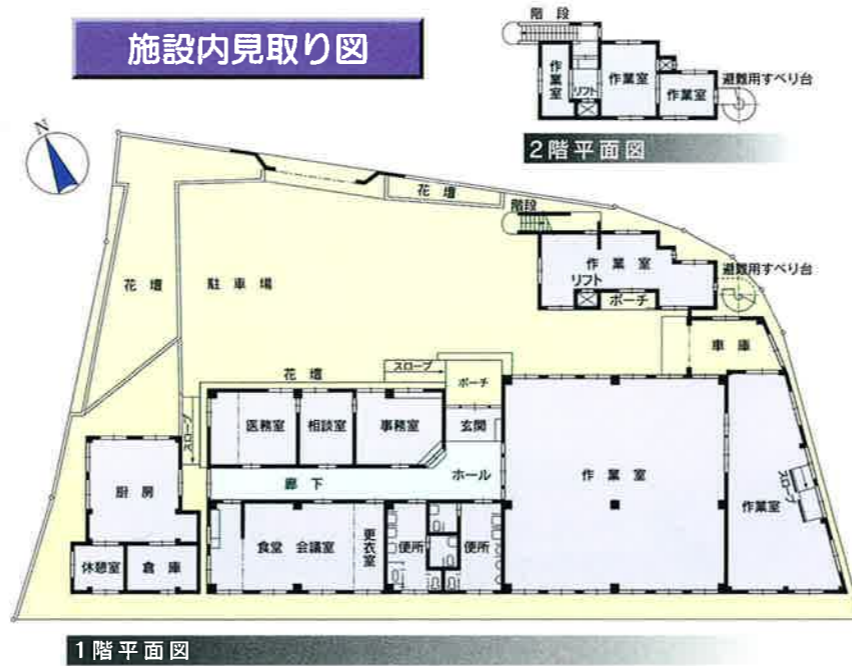 施設内見取り図
階段
作業室
リフト
作業室
作業室
避難用すべり台
2階平面図
N
花壇
階段
花壇
駐車場
作業室
リフト
ポーチ
避難用すべり台
車庫
花壇
スロープ
ポーチ
スロープ
医務室
相談室
事務室
玄関
廊下
ホール
作業室
作業室
スロープ
厨房
休憩室
倉庫
食堂 会議室
更衣室
便所
便所
1階平面図